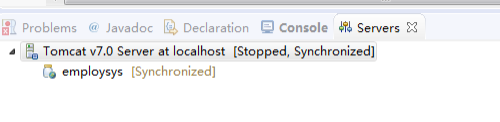 Problems @ Javadoc Declaration Console Servers
Tomcat v7.0 Server at localhost [Stopped, Synchronized]
employsys [Synchronized]